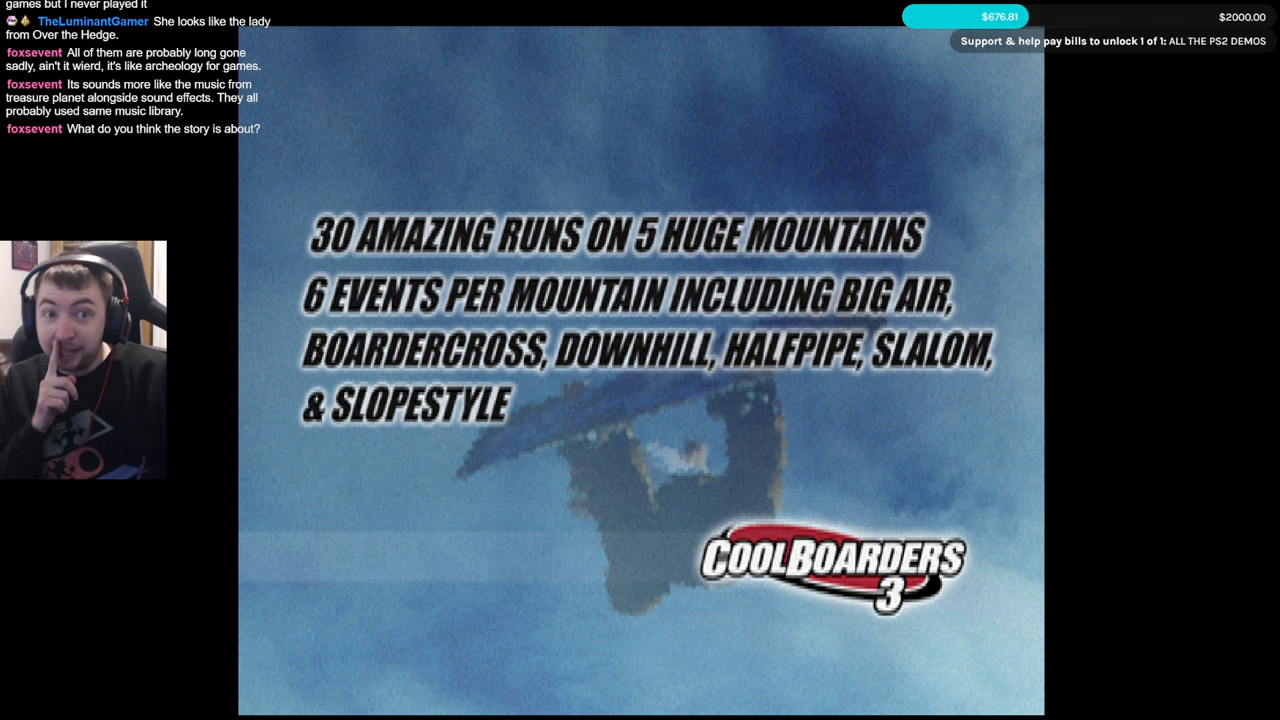 games but I never played it
TheLuminantGamer She looks like the lady
from Over the Hedge.
foxsevent All of them are probably long gone
sadly, ain't it wierd, it's like archeology for games.
foxsevent Its sounds more like the music from
treasure planet alongside sound effects. They all
probably used same music library.
foxsevent What do you think the story is about?
$676.81
$2000.00
Support & help pay bills to unlock 1 of 1: ALL THE PS2 DEMOS
30 AMAZING RUNS ON 5 HUGE MOUNTAINS
6 EVENTS PER MOUNTAIN INCLUDING BIG AIR,
BOARDERCROSS, DOWNHILL, HALFPIPE, SLALOM,
& SLOPESTYLE
COOLBOARDERS
3